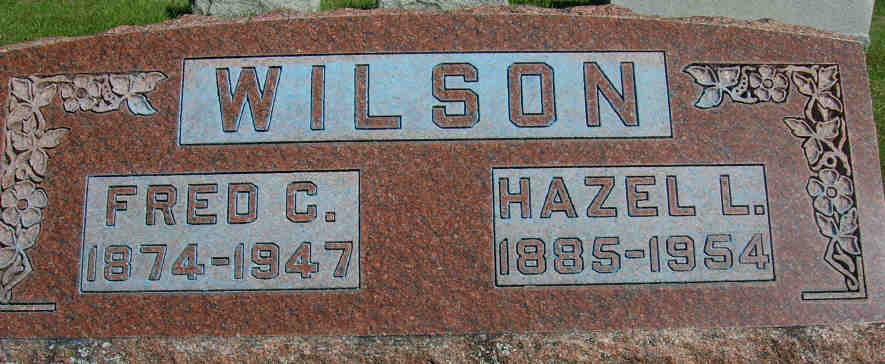 WILSON
FRED C.
1874-1947
HAZEL L.
1885-1954